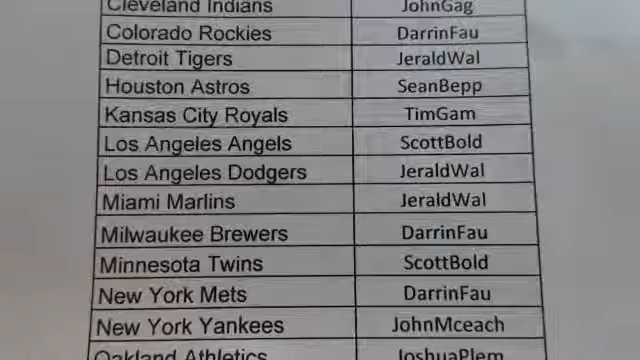 Cleveland Indians JohnGag
Colorado Rockies DarrinFau
Detroit Tigers JeraldWal
Houston Astros SeanBepp
Kansas City Royals TimGam
Los Angeles Angels ScottBold
Los Angeles Dodgers JeraldWal
Miami Marlins JeraldWal
Milwaukee Brewers DarrinFau
Minnesota Twins ScottBold
New York Mets DarrinFau
New York Yankees JohnMceach
Oakland Athletics JoshuaPlem